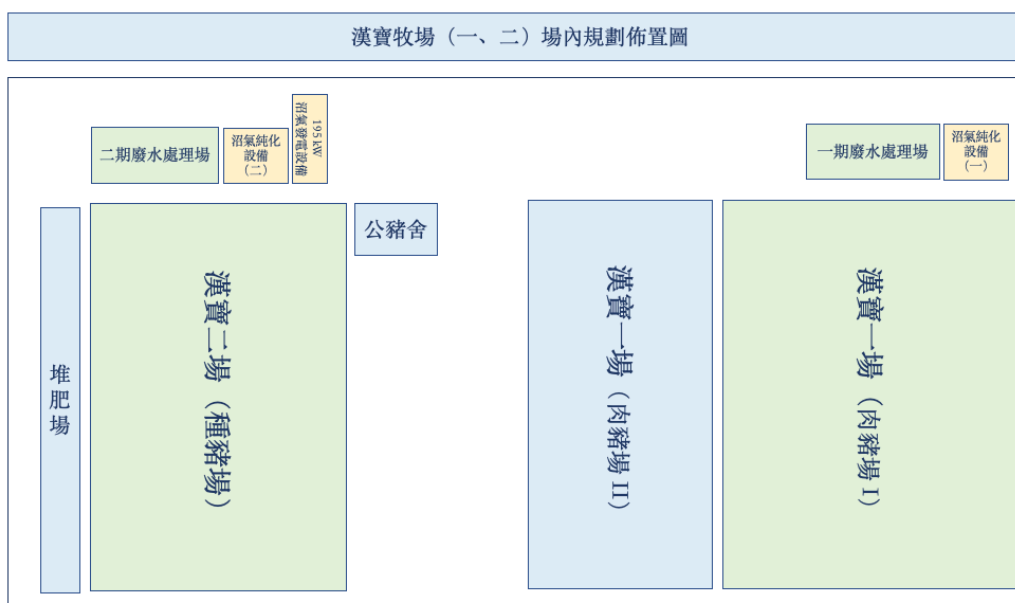 漢寶牧場（一、二）場內規劃佈置圖
195 kW
沼氣發電設備
二期廢水處理場
沼氣純化
設備
（二）
一期廢水處理場
沼氣純化
設備
（一）
堆肥場
漢寶二場（種豬場）
公豬舍
漢寶一場（肉豬場 II）
漢寶一場（肉豬場 I）